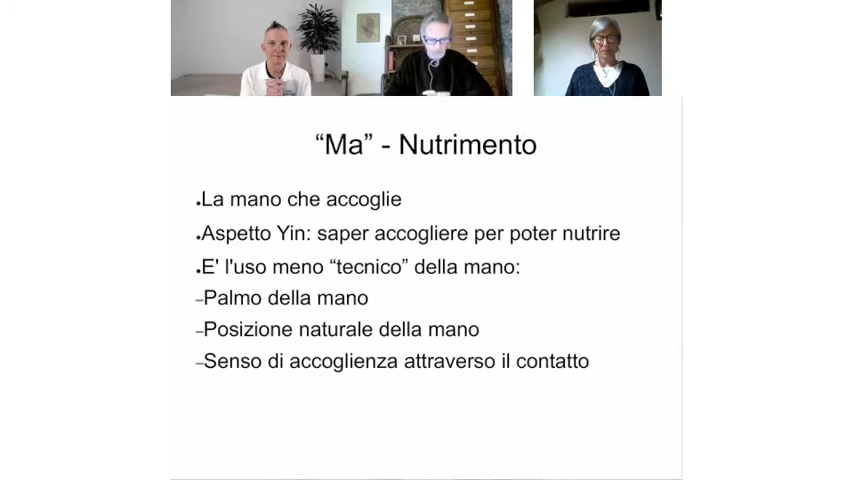 “Ma” - Nutrimento
•La mano che accoglie
•Aspetto Yin: saper accogliere per poter nutrire
•E' l'uso meno “tecnico” della mano:
–Palmo della mano
–Posizione naturale della mano
–Senso di accoglienza attraverso il contatto